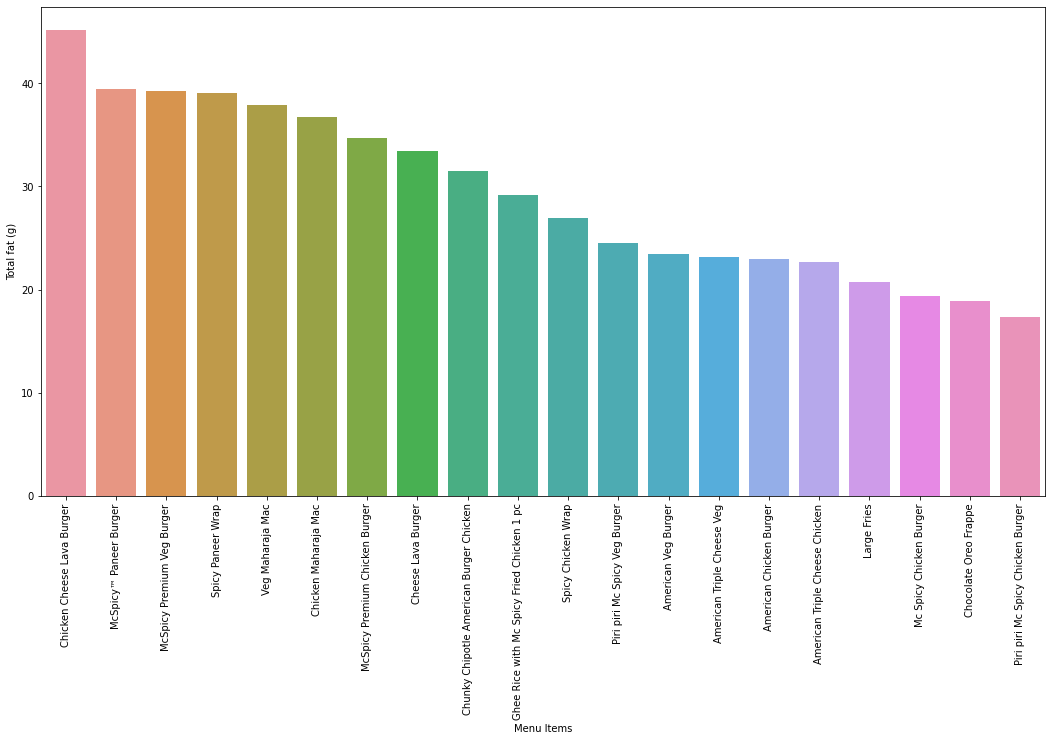 Total fat (g)
40
30
20
10
0
Chicken Cheese Lava Burger
McSpicy™ Paneer Burger
McSpicy Premium Veg Burger
Spicy Paneer Wrap
Veg Maharaja Mac
Chicken Maharaja Mac
McSpicy Premium Chicken Burger
Cheese Lava Burger
Chunky Chipotle American Burger Chicken
Ghee Rice with Mc Spicy Fried Chicken 1 pc
Spicy Chicken Wrap
Piri piri Mc Spicy Veg Burger
American Veg Burger
American Triple Cheese Veg
American Chicken Burger
American Triple Cheese Chicken
Large Fries
Mc Spicy Chicken Burger
Chocolate Oreo Frappe
Piri piri Mc Spicy Chicken Burger
Menu Items